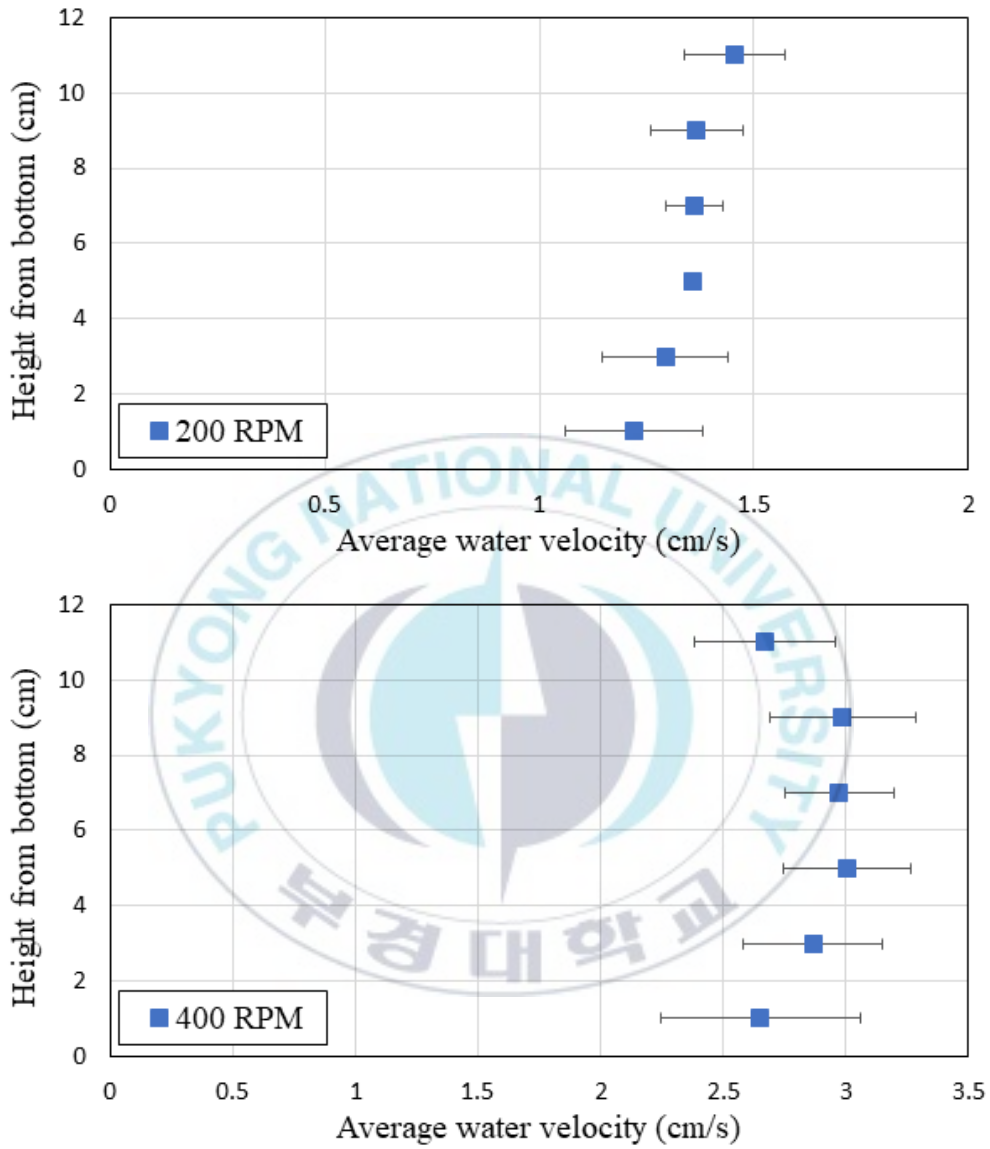 12
10
8
6
4
2
0
Height from bottom (cm)
200 RPM
0 0.5 1 1.5 2
Average water velocity (cm/s)
PUKYONG NATIONAL UNIVERSITY
12
10
8
6
4
2
0
Height from bottom (cm)
400 RPM
부경대학교
0 0.5 1 1.5 2 2.5 3 3.5
Average water velocity (cm/s)